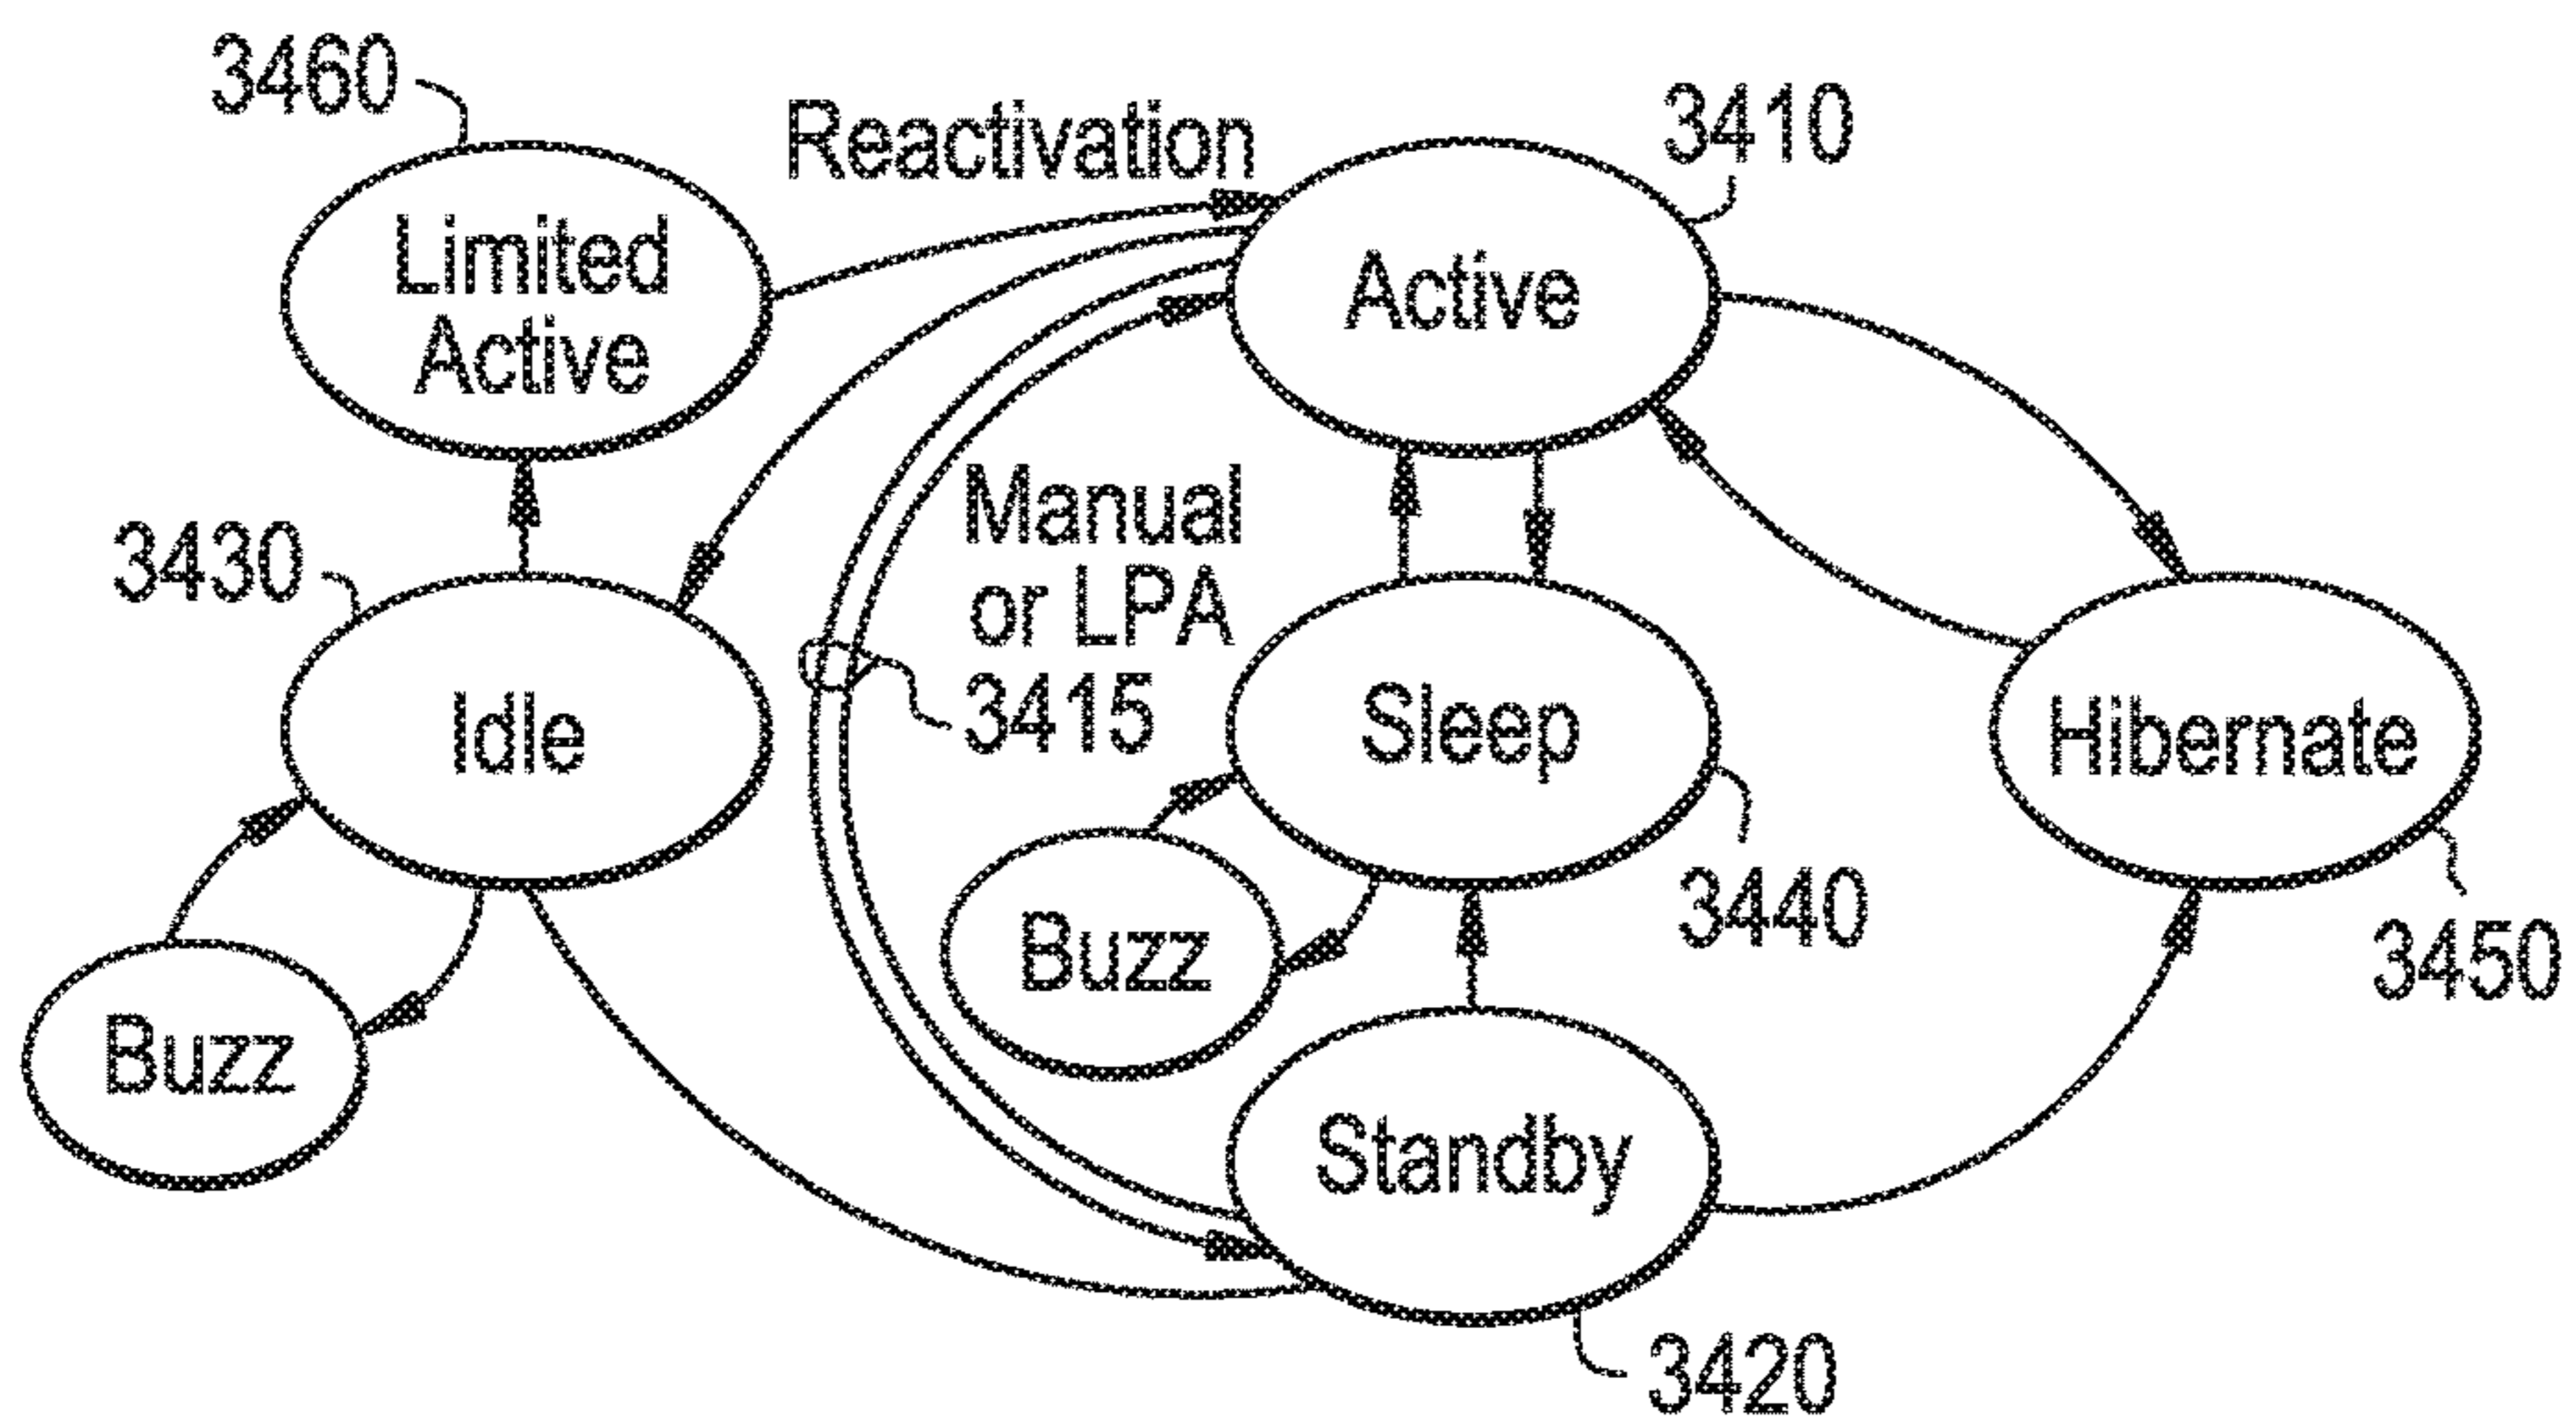 3460
Reactivation
3410
Limited
Active
Active
Manual
or LPA
3415
3430
Idle
Sleep
Hibernate
3440
Buzz
Buzz
3450
Standby
3420